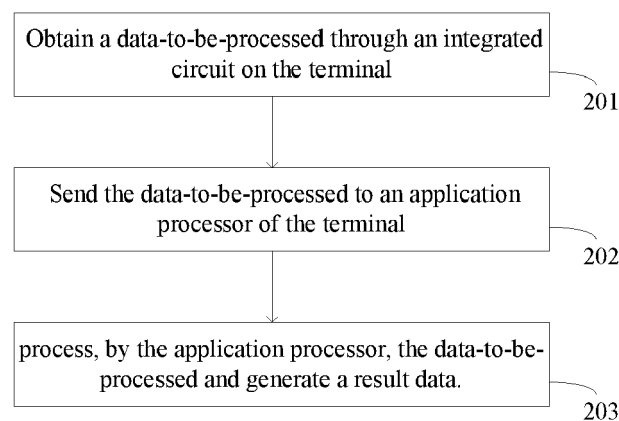 Obtain a data-to-be-processed through an integrated
circuit on the terminal
201
Send the data-to-be-processed to an application
processor of the terminal
202
process, by the application processor, the data-to-be-
processed and generate a result data.
203